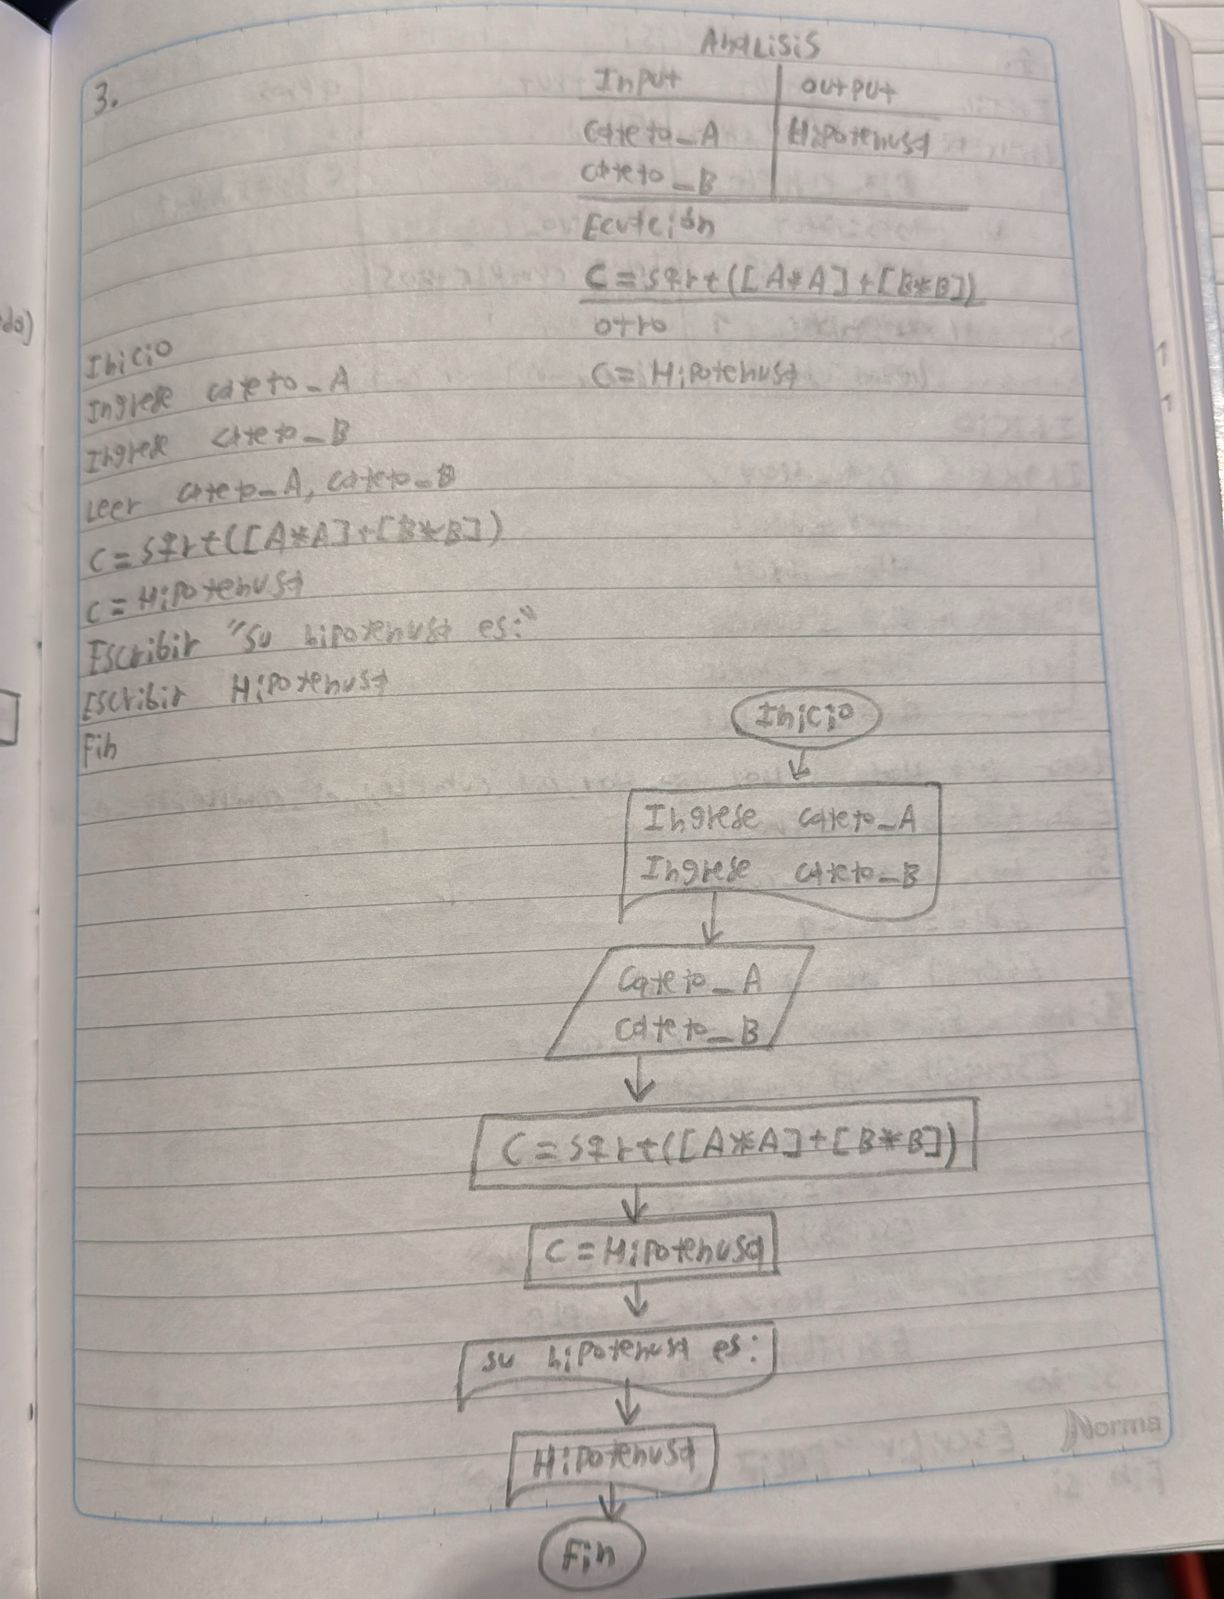 3.
Análisis
Input
output
cateto_A
Hipotenusa
cateto_B
Ecuación
C=sqrt([A*A]+[B*B])
otro
C=Hipotenusa
Inicio
Ingrese cateto_A
Ingrese cateto_B
Leer cateto_A, cateto_B
C=sqrt([A*A]+[B*B])
C=Hipotenusa
Escribir "Su hipotenusa es:"
Escribir Hipotenusa
Fin
Inicio
Ingrese cateto_A
Ingrese cateto_B
Cateto_A
cateto_B
C=sqrt([A*A]+[B*B])
C=Hipotenusa
su hipotenusa es:
Hipotenusa
Fin
Norma